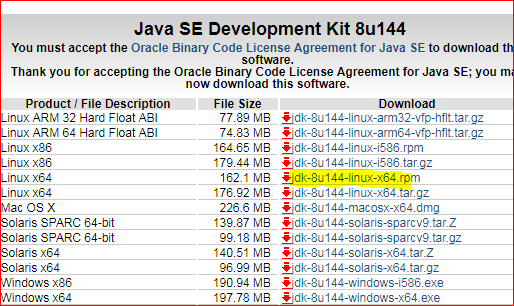 Java SE Development Kit 8u144
You must accept the Oracle Binary Code License Agreement for Java SE to download th
software.
Thank you for accepting the Oracle Binary Code License Agreement for Java SE; you ma
now download this software.
Product / File Description File Size Download
Linux ARM 32 Hard Float ABI 77.89 MB jdk-8u144-linux-arm32-vfp-hflt.tar.gz
Linux ARM 64 Hard Float ABI 74.83 MB jdk-8u144-linux-arm64-vfp-hflt.tar.gz
Linux x86 164.65 MB jdk-8u144-linux-i586.rpm
Linux x86 179.44 MB jdk-8u144-linux-i586.tar.gz
Linux x64 162.1 MB jdk-8u144-linux-x64.rpm
Linux x64 176.92 MB jdk-8u144-linux-x64.tar.gz
Mac OS X 226.6 MB jdk-8u144-macosx-x64.dmg
Solaris SPARC 64-bit 139.87 MB jdk-8u144-solaris-sparcv9.tar.Z
Solaris SPARC 64-bit 99.18 MB jdk-8u144-solaris-sparcv9.tar.gz
Solaris x64 140.51 MB jdk-8u144-solaris-x64.tar.Z
Solaris x64 96.99 MB jdk-8u144-solaris-x64.tar.gz
Windows x86 190.94 MB jdk-8u144-windows-i586.exe
Windows x64 197.78 MB jdk-8u144-windows-x64.exe